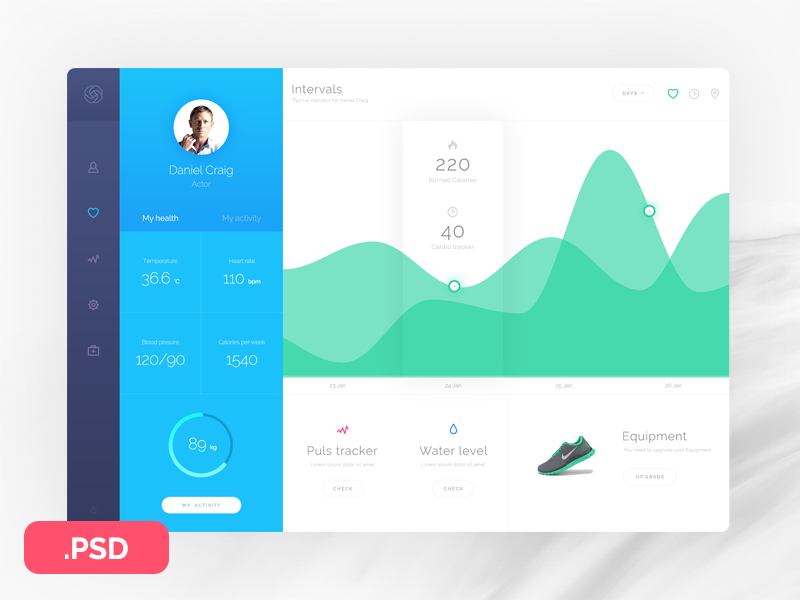 Intervals
Typical statistics for Daniel Craig
DAYS
Daniel Craig
Actor
My health
My activity
Temperature
36.6 °C
Heart rate
110 bpm
Blood presure
120/90
Calories per week
1540
89 kg
MY ACTIVITY
220
Burned Calories
40
Cardio tracker
23 Jan
24 Jan
25 Jan
26 Jan
Puls tracker
Lorem ipsum dolor sit amet
CHECK
Water level
Lorem ipsum dolor sit amet
CHECK
Equipment
You need to upgrade your Equipment
UPGRADE
.PSD